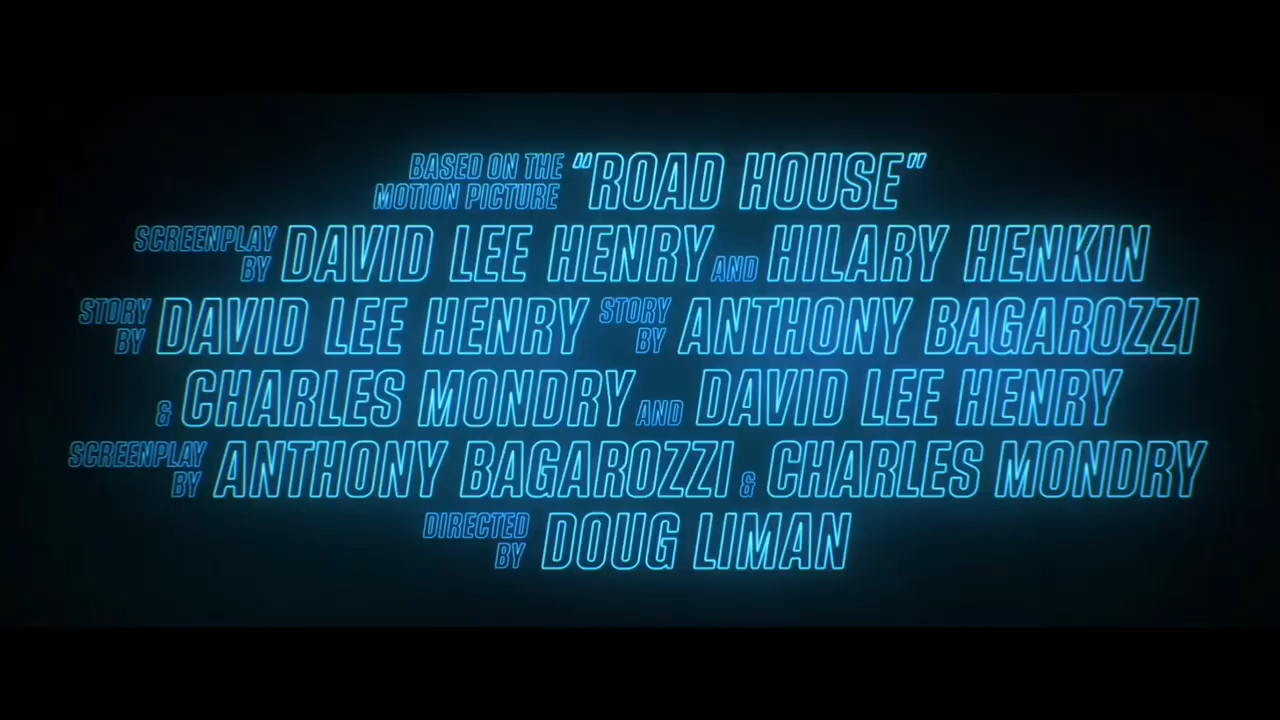 BASED ON THE MOTION PICTURE "ROAD HOUSE"
SCREENPLAY BY DAVID LEE HENRY AND HILARY HENKIN
STORY BY DAVID LEE HENRY STORY BY ANTHONY BAGAROZZI
& CHARLES MONDRY AND DAVID LEE HENRY
SCREENPLAY BY ANTHONY BAGAROZZI & CHARLES MONDRY
DIRECTED BY DOUG LIMAN